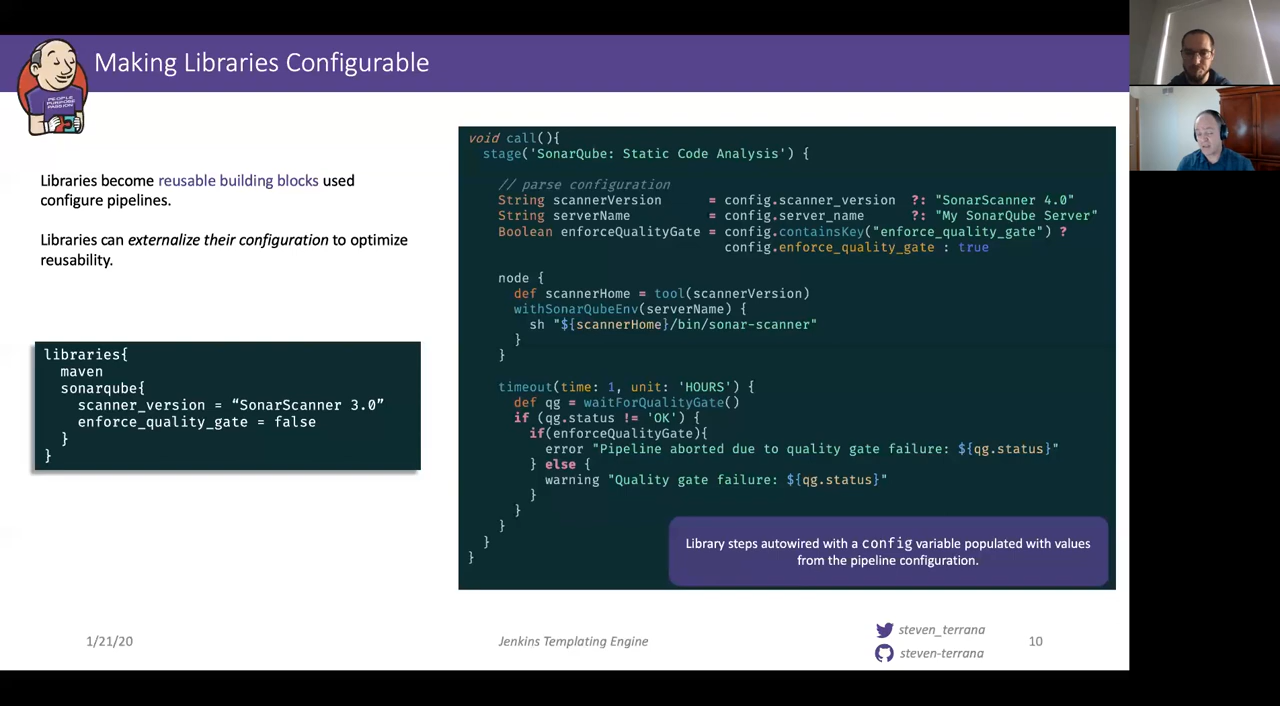 Making Libraries Configurable
PEOPLE
PURPOSE
PASSION
Libraries become reusable building blocks used
configure pipelines.
Libraries can externalize their configuration to optimize
reusability.
libraries{
  maven
  sonarqube{
    scanner_version = “SonarScanner 3.0”
    enforce_quality_gate = false
  }
}
void call(){
  stage('SonarQube: Static Code Analysis') {
    // parse configuration
    String scannerVersion      = config.scanner_version  ?: "SonarScanner 4.0"
    String serverName          = config.server_name      ?: "My SonarQube Server"
    Boolean enforceQualityGate = config.containsKey("enforce_quality_gate") ?
                                 config.enforce_quality_gate : true
    node {
      def scannerHome = tool(scannerVersion)
      withSonarQubeEnv(serverName) {
        sh "${scannerHome}/bin/sonar-scanner"
      }
    }
    timeout(time: 1, unit: 'HOURS') {
      def qg = waitForQualityGate()
      if (qg.status != 'OK') {
        if(enforceQualityGate){
          error "Pipeline aborted due to quality gate failure: ${qg.status}"
        } else {
          warning "Quality gate failure: ${qg.status}"
        }
      }
    }
  }
}
Library steps autowired with a config variable populated with values
from the pipeline configuration.
1/21/20
Jenkins Templating Engine
steven_terrana
steven-terrana
10